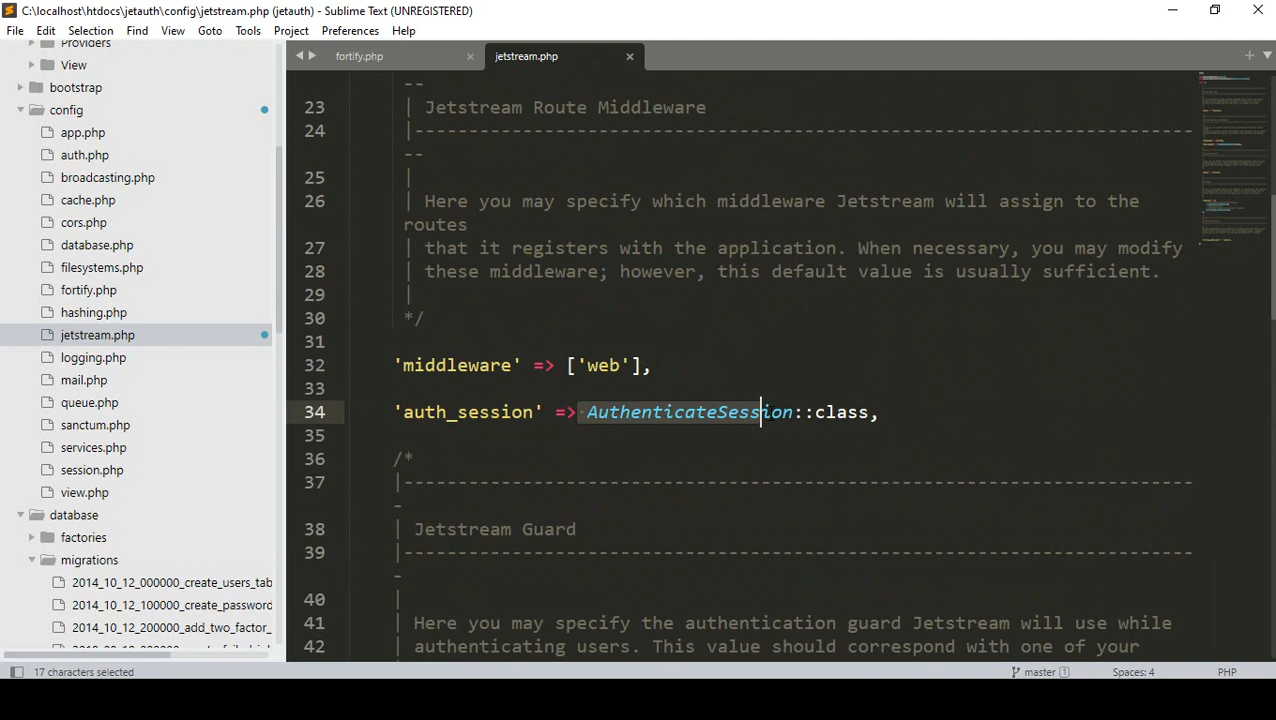 C:\localhost\htdocs\jetauth\config\jetstream.php (jetauth) - Sublime Text (UNREGISTERED)
File Edit Selection Find View Goto Tools Project Preferences Help
Providers
View
bootstrap
config
app.php
auth.php
broadcasting.php
cache.php
cors.php
database.php
filesystems.php
fortify.php
hashing.php
jetstream.php
logging.php
mail.php
queue.php
sanctum.php
services.php
session.php
view.php
database
factories
migrations
2014_10_12_000000_create_users_tab
2014_10_12_100000_create_password
2014_10_12_200000_add_two_factor_
fortify.php
jetstream.php
--
23 | Jetstream Route Middleware
24 |------------------------------------------------------------------------
--
25 |
26 | Here you may specify which middleware Jetstream will assign to the
routes
27 | that it registers with the application. When necessary, you may modify
28 | these middleware; however, this default value is usually sufficient.
29 |
30 */
31
32 'middleware' => ['web'],
33
34 'auth_session' => AuthenticateSession::class,
35
36 /*
37 |-------------------------------------------------------------------------
-
38 | Jetstream Guard
39 |-------------------------------------------------------------------------
-
40 |
41 | Here you may specify the authentication guard Jetstream will use while
42 | authenticating users. This value should correspond with one of your
17 characters selected
master 1
Spaces: 4
PHP